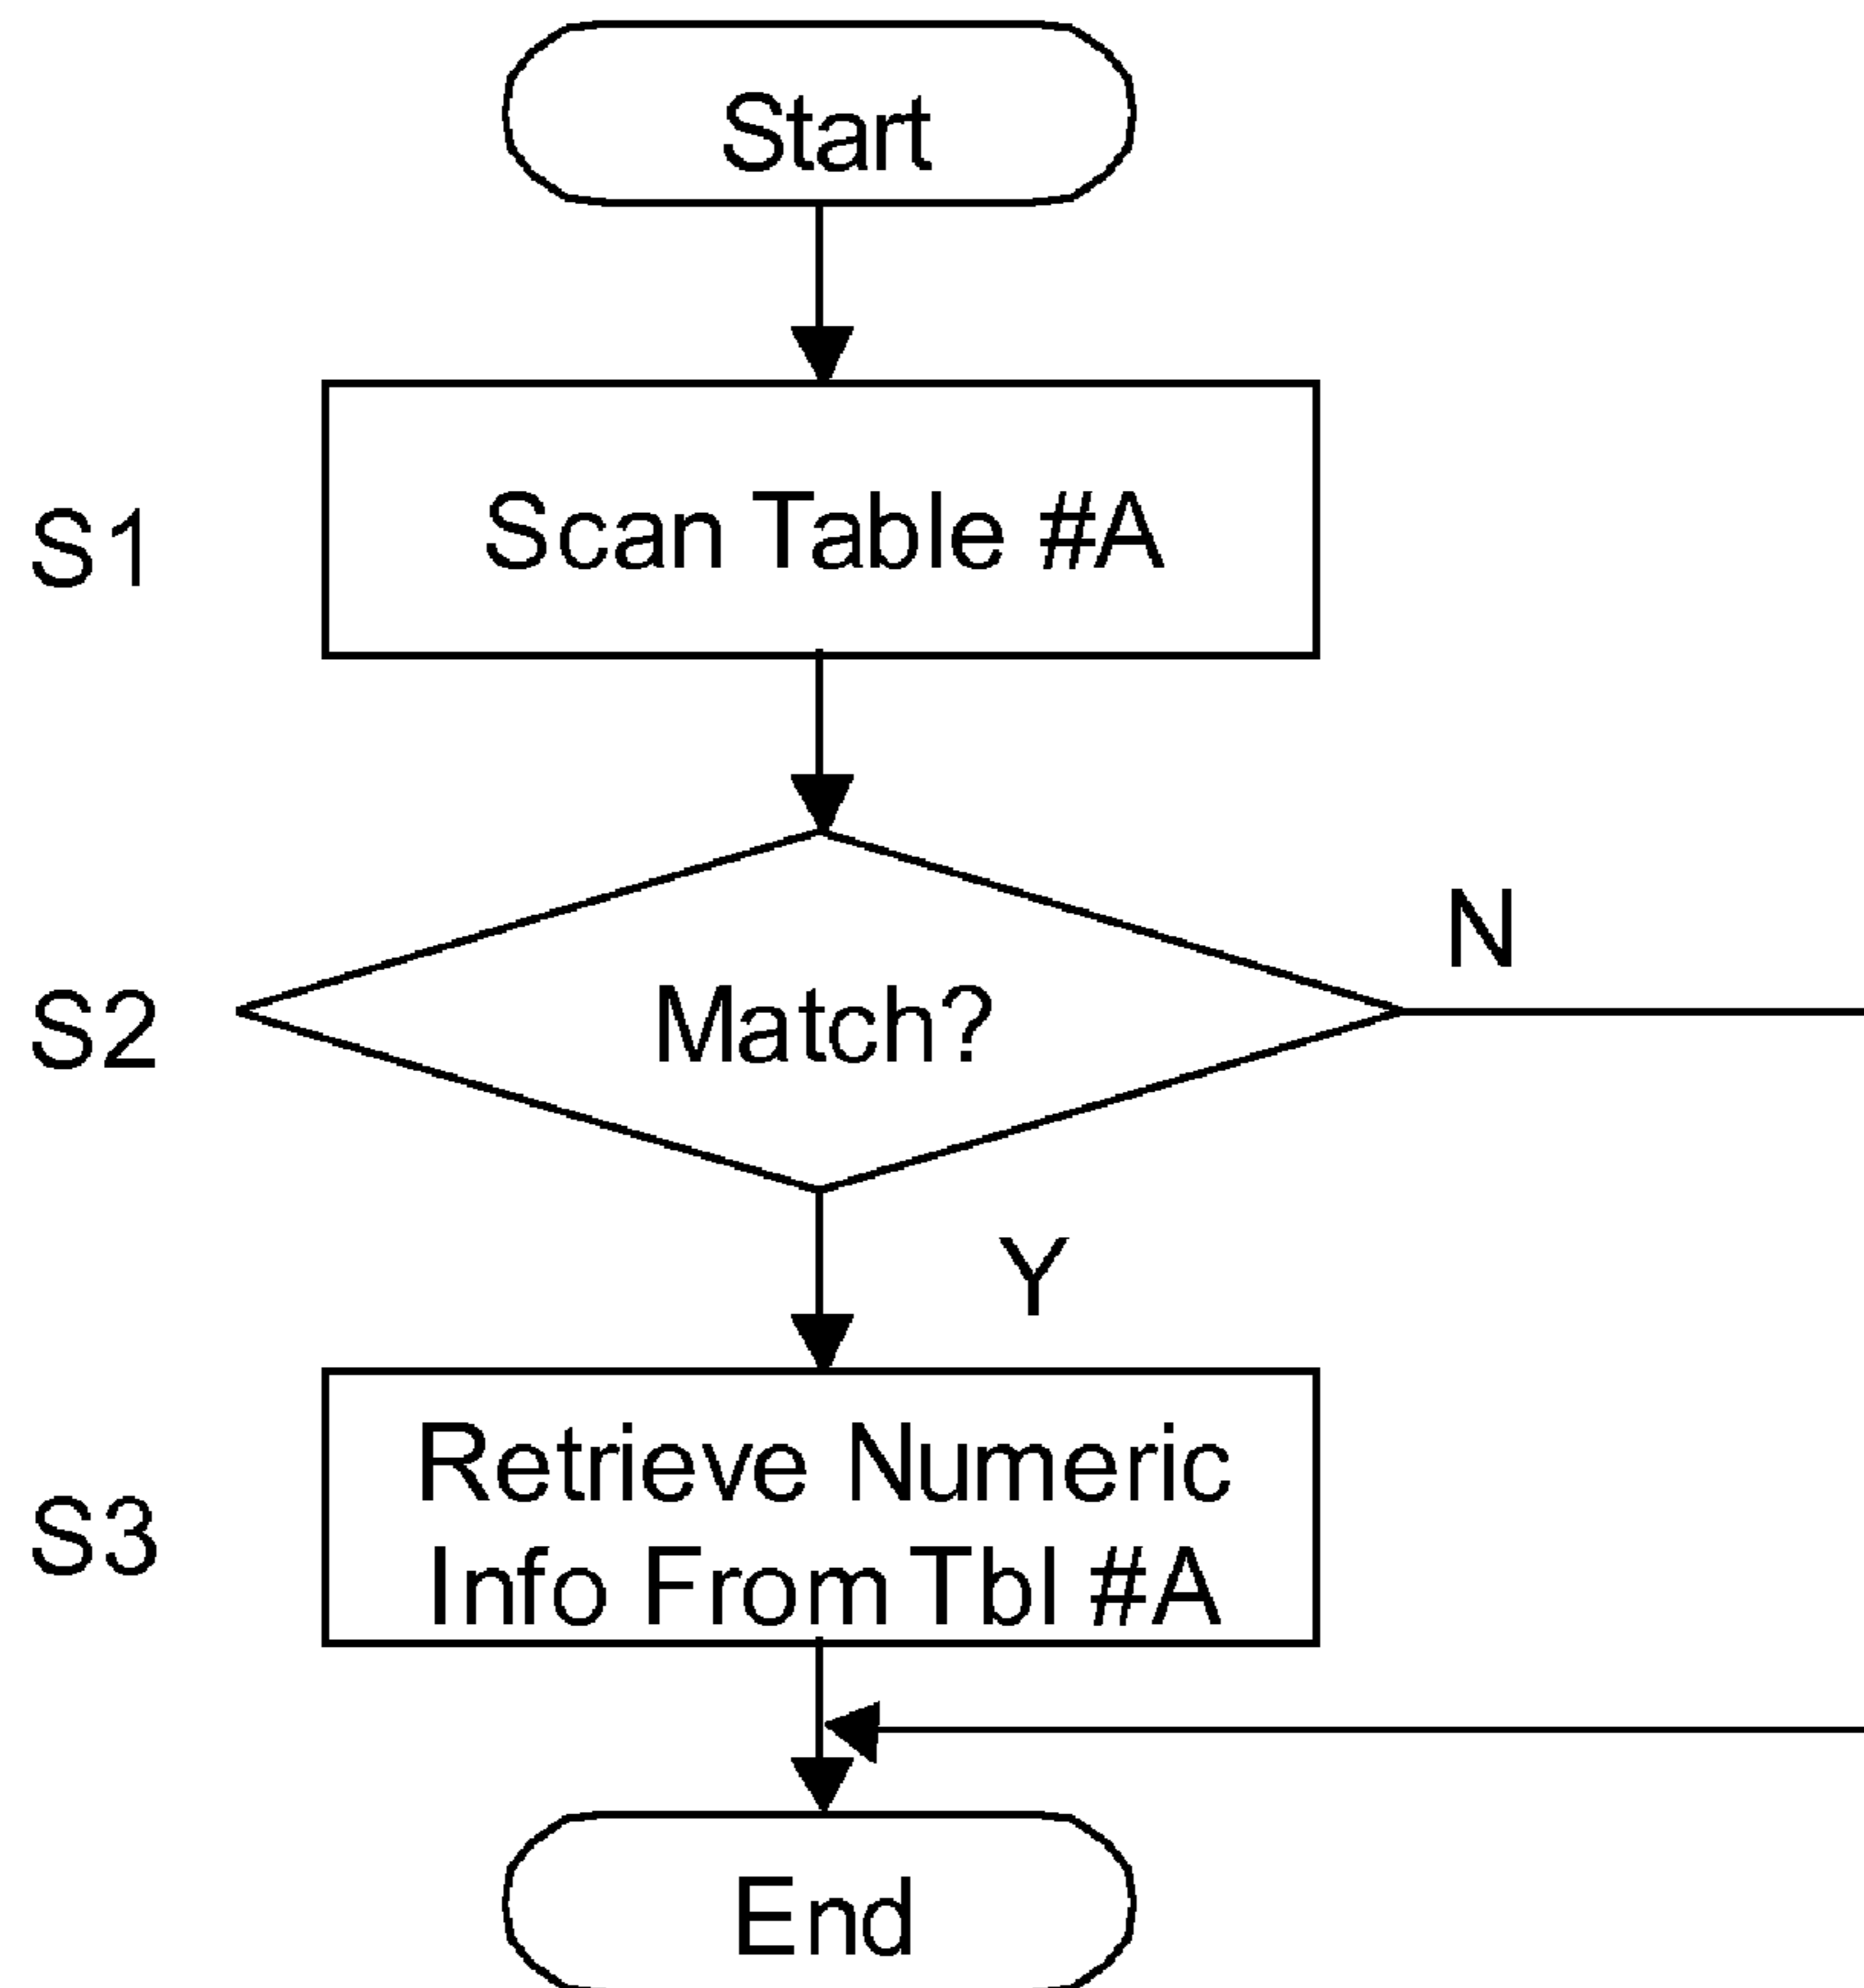 Start
S1
Scan Table #A
S2
Match?
N
Y
S3
Retrieve Numeric
Info From Tbl #A
End